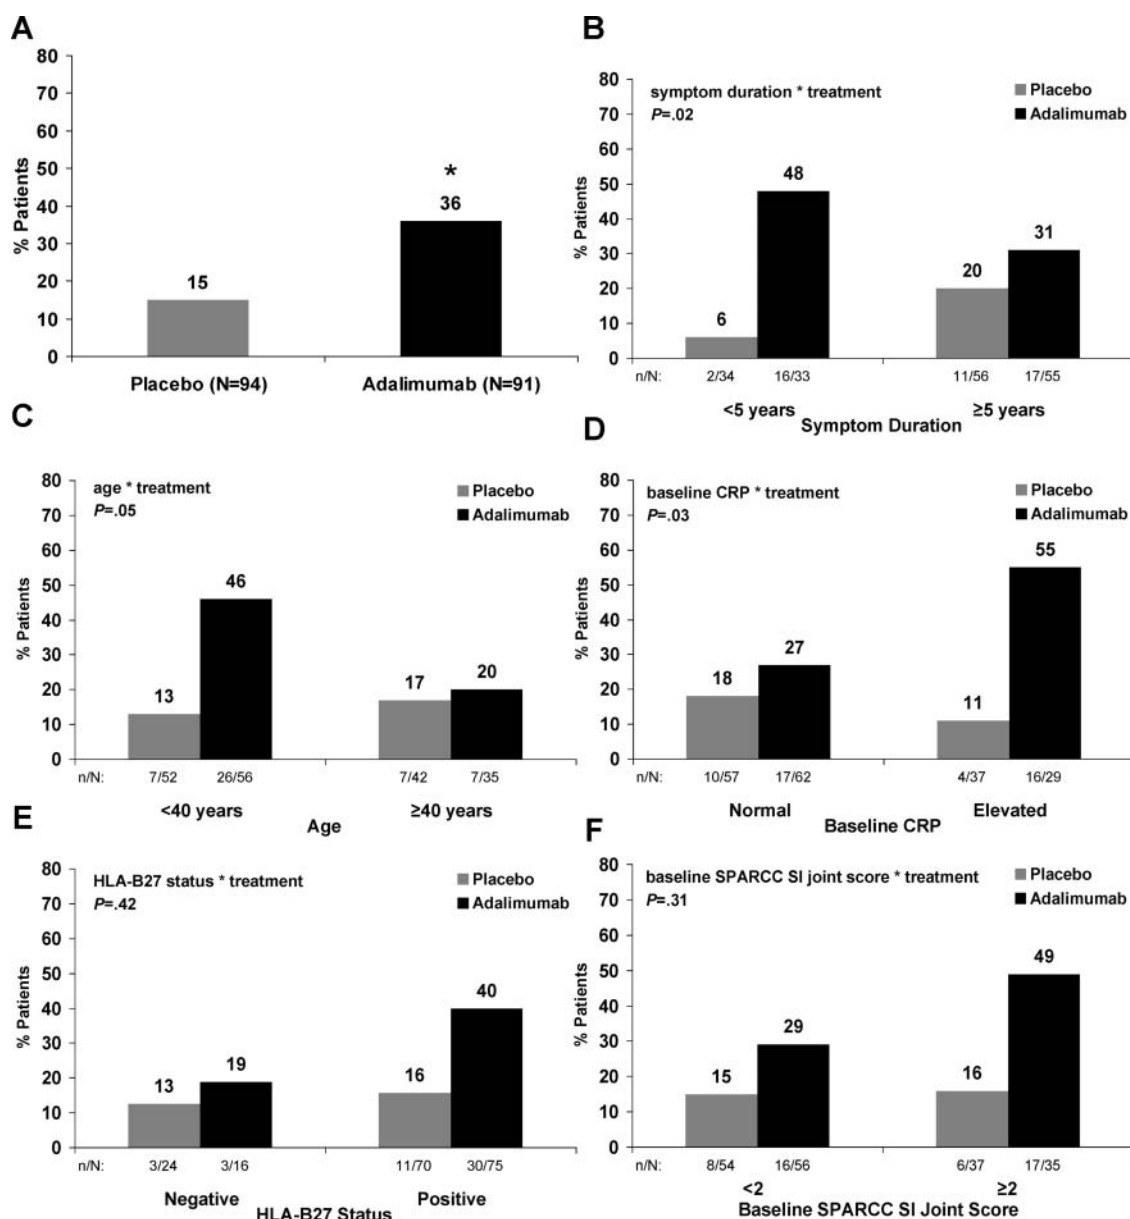 A
80
70
60
50
40
30
20
10
0
% Patients
15
*
36
Placebo (N=94)
Adalimumab (N=91)
B
80
70
60
50
40
30
20
10
0
% Patients
symptom duration * treatment
P=.02
Placebo
Adalimumab
6
48
20
31
n/N: 2/34 16/33 11/56 17/55
<5 years ≥5 years
Symptom Duration
C
80
70
60
50
40
30
20
10
0
% Patients
age * treatment
P=.05
Placebo
Adalimumab
13
46
17
20
n/N: 7/52 26/56 7/42 7/35
<40 years ≥40 years
Age
D
80
70
60
50
40
30
20
10
0
% Patients
baseline CRP * treatment
P=.03
Placebo
Adalimumab
18
27
11
55
n/N: 10/57 17/62 4/37 16/29
Normal Elevated
Baseline CRP
E
80
70
60
50
40
30
20
10
0
% Patients
HLA-B27 status * treatment
P=.42
Placebo
Adalimumab
13
19
16
40
n/N: 3/24 3/16 11/70 30/75
Negative Positive
HLA-B27 Status
F
80
70
60
50
40
30
20
10
0
% Patients
baseline SPARCC SI joint score * treatment
P=.31
Placebo
Adalimumab
15
29
16
49
n/N: 8/54 16/56 6/37 17/35
<2 ≥2
Baseline SPARCC SI Joint Score